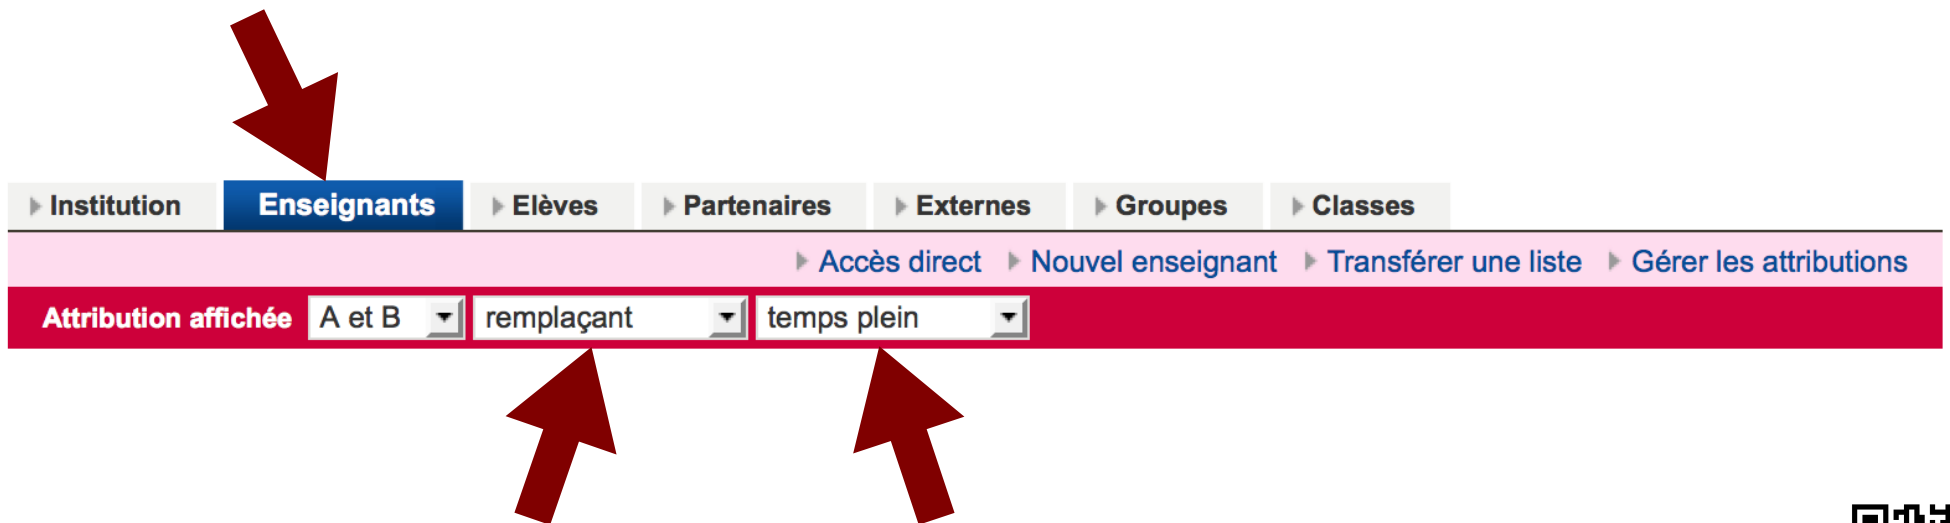 Institution Enseignants Elèves Partenaires Externes Groupes Classes
Accès direct Nouvel enseignant Transférer une liste Gérer les attributions
Attribution affichée A et B remplaçant temps plein